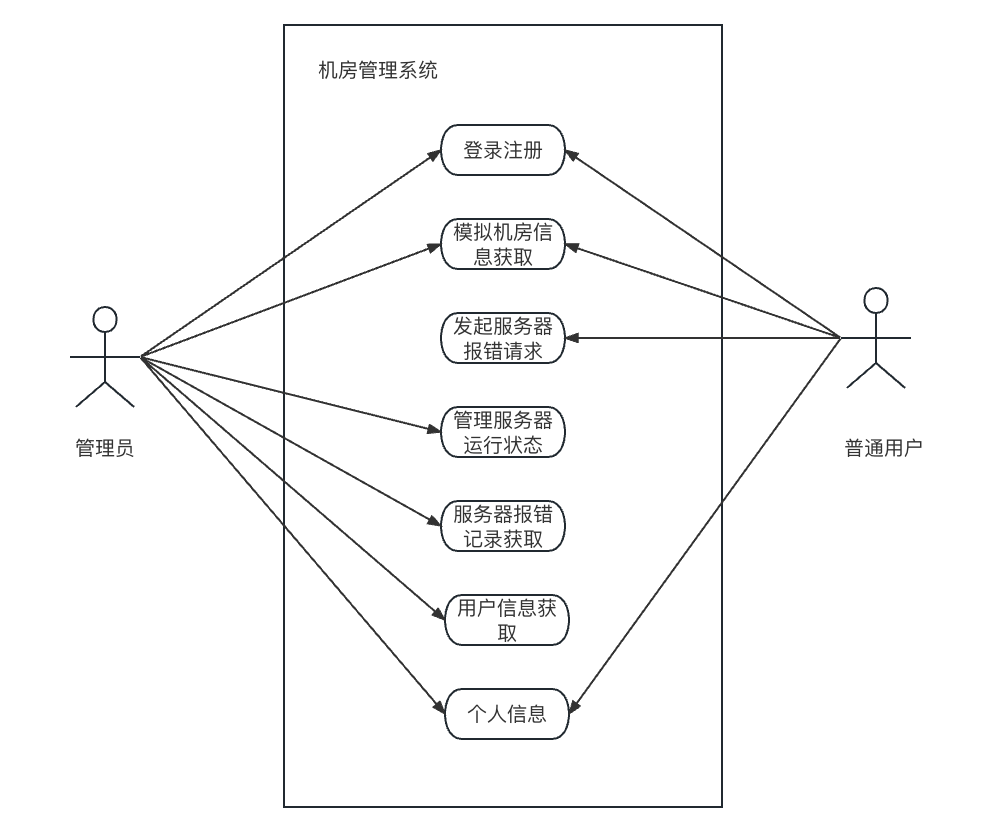 机房管理系统
登录注册
模拟机房信
息获取
发起服务器
报错请求
管理服务器
运行状态
管理员
普通用户
服务器报错
记录获取
用户信息获
取
个人信息